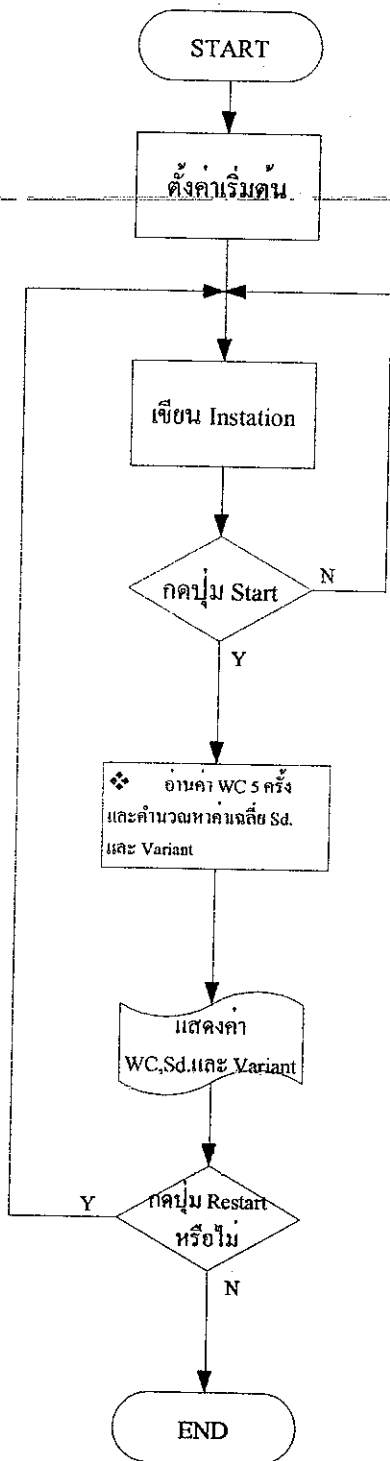 START
ตั้งค่าเริ่มต้น
เขียน Instation
กดปุ่ม Start
N
Y
❖ อ่านค่า WC 5 ครั้ง
และคำนวณหาค่าเฉลี่ย Sd.
และ Variant
แสดงค่า
WC,Sd.และ Variant
Y
กดปุ่ม Restart
หรือไม่
N
END